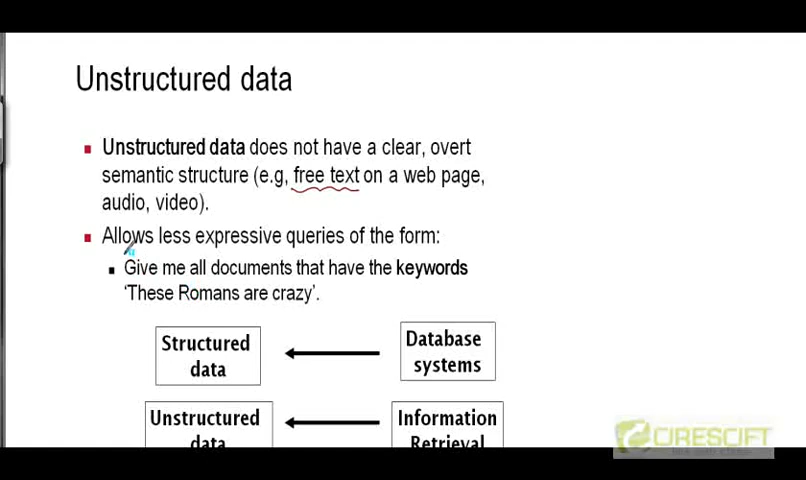 Unstructured data
Unstructured data does not have a clear, overt
semantic structure (e.g, free text on a web page,
audio, video).
Allows less expressive queries of the form:
Give me all documents that have the keywords
‘These Romans are crazy’.
Structured
data
Database
systems
Unstructured
data
Information
Retrieval